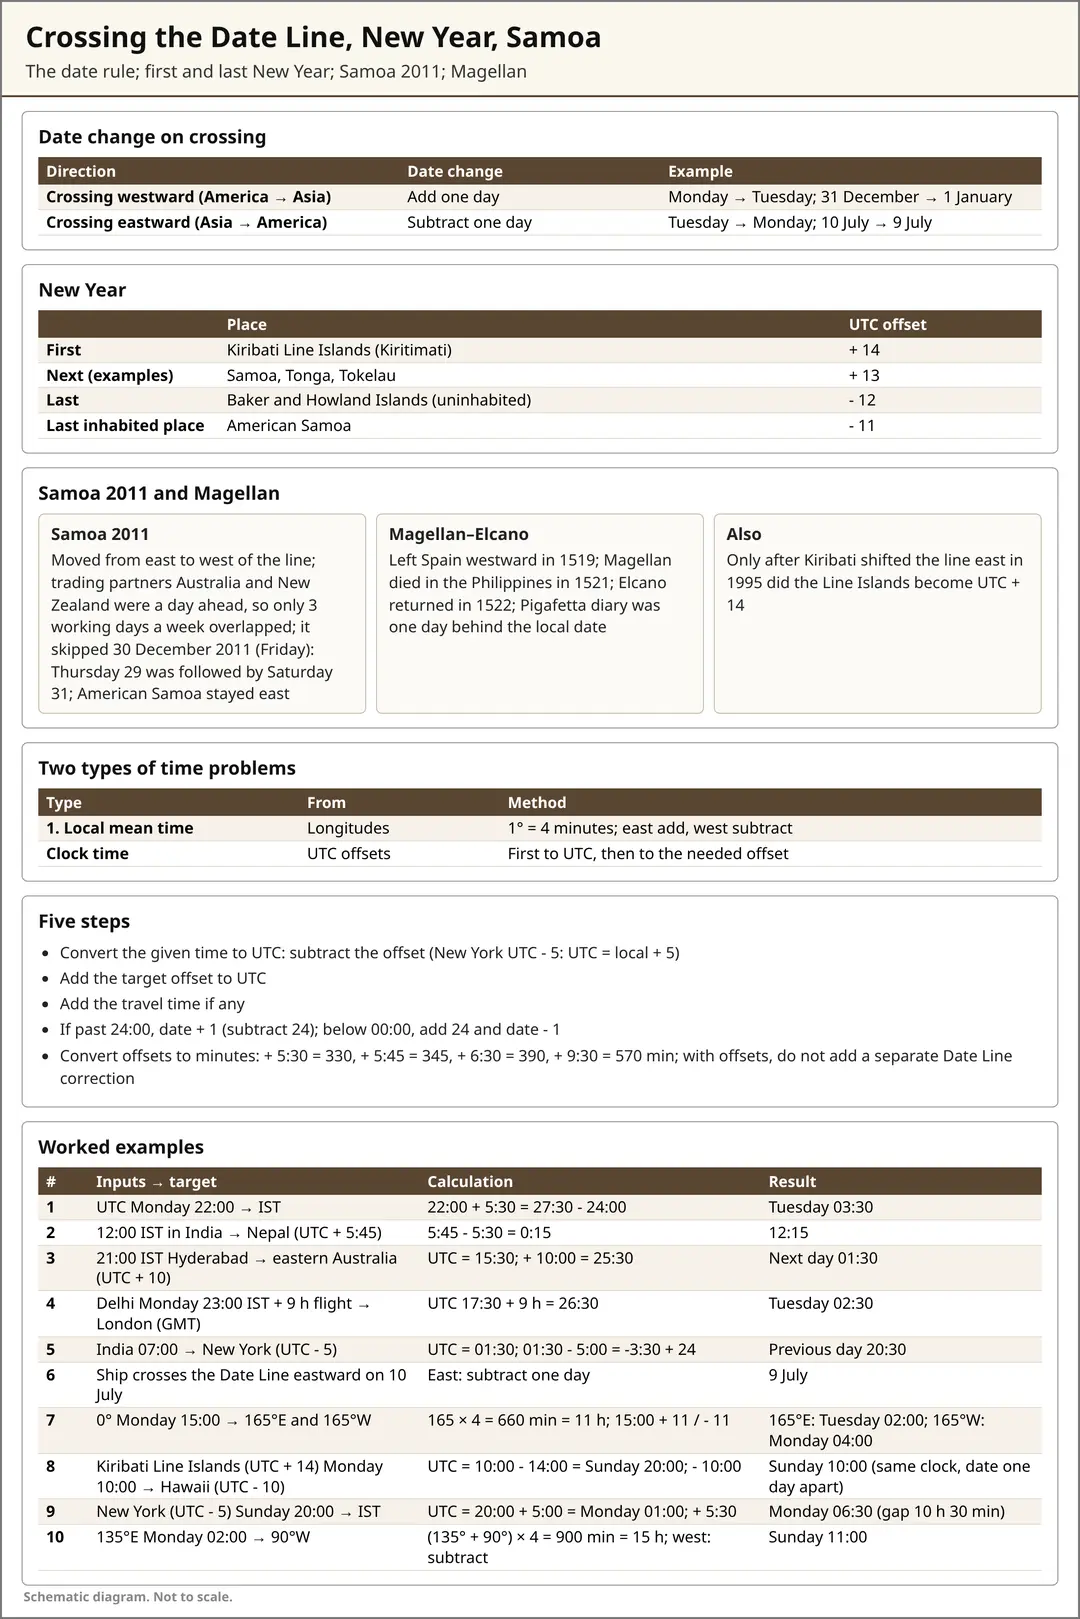 Crossing the Date Line, New Year, Samoa
The date rule; first and last New Year; Samoa 2011; Magellan
Date change on crossing
Direction Date change Example
Crossing westward (America → Asia) Add one day Monday → Tuesday; 31 December → 1 January
Crossing eastward (Asia → America) Subtract one day Tuesday → Monday; 10 July → 9 July
New Year
Place UTC offset
First Kiribati Line Islands (Kiritimati) + 14
Next (examples) Samoa, Tonga, Tokelau + 13
Last Baker and Howland Islands (uninhabited) - 12
Last inhabited place American Samoa - 11
Samoa 2011 and Magellan
Samoa 2011
Moved from east to west of the line;
trading partners Australia and New
Zealand were a day ahead, so only 3
working days a week overlapped; it
skipped 30 December 2011 (Friday):
Thursday 29 was followed by Saturday
31; American Samoa stayed east
Magellan–Elcano
Left Spain westward in 1519; Magellan
died in the Philippines in 1521; Elcano
returned in 1522; Pigafetta diary was
one day behind the local date
Also
Only after Kiribati shifted the line east in
1995 did the Line Islands become UTC +
14
Two types of time problems
Type From Method
1. Local mean time Longitudes 1° = 4 minutes; east add, west subtract
Clock time UTC offsets First to UTC, then to the needed offset
Five steps
• Convert the given time to UTC: subtract the offset (New York UTC - 5: UTC = local + 5)
• Add the target offset to UTC
• Add the travel time if any
• If past 24:00, date + 1 (subtract 24); below 00:00, add 24 and date - 1
• Convert offsets to minutes: + 5:30 = 330, + 5:45 = 345, + 6:30 = 390, + 9:30 = 570 min; with offsets, do not add a separate Date Line
correction
Worked examples
# Inputs → target Calculation Result
1 UTC Monday 22:00 → IST 22:00 + 5:30 = 27:30 - 24:00 Tuesday 03:30
2 12:00 IST in India → Nepal (UTC + 5:45) 5:45 - 5:30 = 0:15 12:15
3 21:00 IST Hyderabad → eastern Australia UTC = 15:30; + 10:00 = 25:30 Next day 01:30
(UTC + 10)
4 Delhi Monday 23:00 IST + 9 h flight → UTC 17:30 + 9 h = 26:30 Tuesday 02:30
London (GMT)
5 India 07:00 → New York (UTC - 5) UTC = 01:30; 01:30 - 5:00 = -3:30 + 24 Previous day 20:30
6 Ship crosses the Date Line eastward on 10 East: subtract one day 9 July
July
7 0° Monday 15:00 → 165°E and 165°W 165 × 4 = 660 min = 11 h; 15:00 + 11 / - 11 165°E: Tuesday 02:00; 165°W:
Monday 04:00
8 Kiribati Line Islands (UTC + 14) Monday UTC = 10:00 - 14:00 = Sunday 20:00; - 10:00 Sunday 10:00 (same clock, date one
10:00 → Hawaii (UTC - 10) day apart)
9 New York (UTC - 5) Sunday 20:00 → IST UTC = 20:00 + 5:00 = Monday 01:00; + 5:30 Monday 06:30 (gap 10 h 30 min)
10 135°E Monday 02:00 → 90°W (135° + 90°) × 4 = 900 min = 15 h; west: Sunday 11:00
subtract
Schematic diagram. Not to scale.